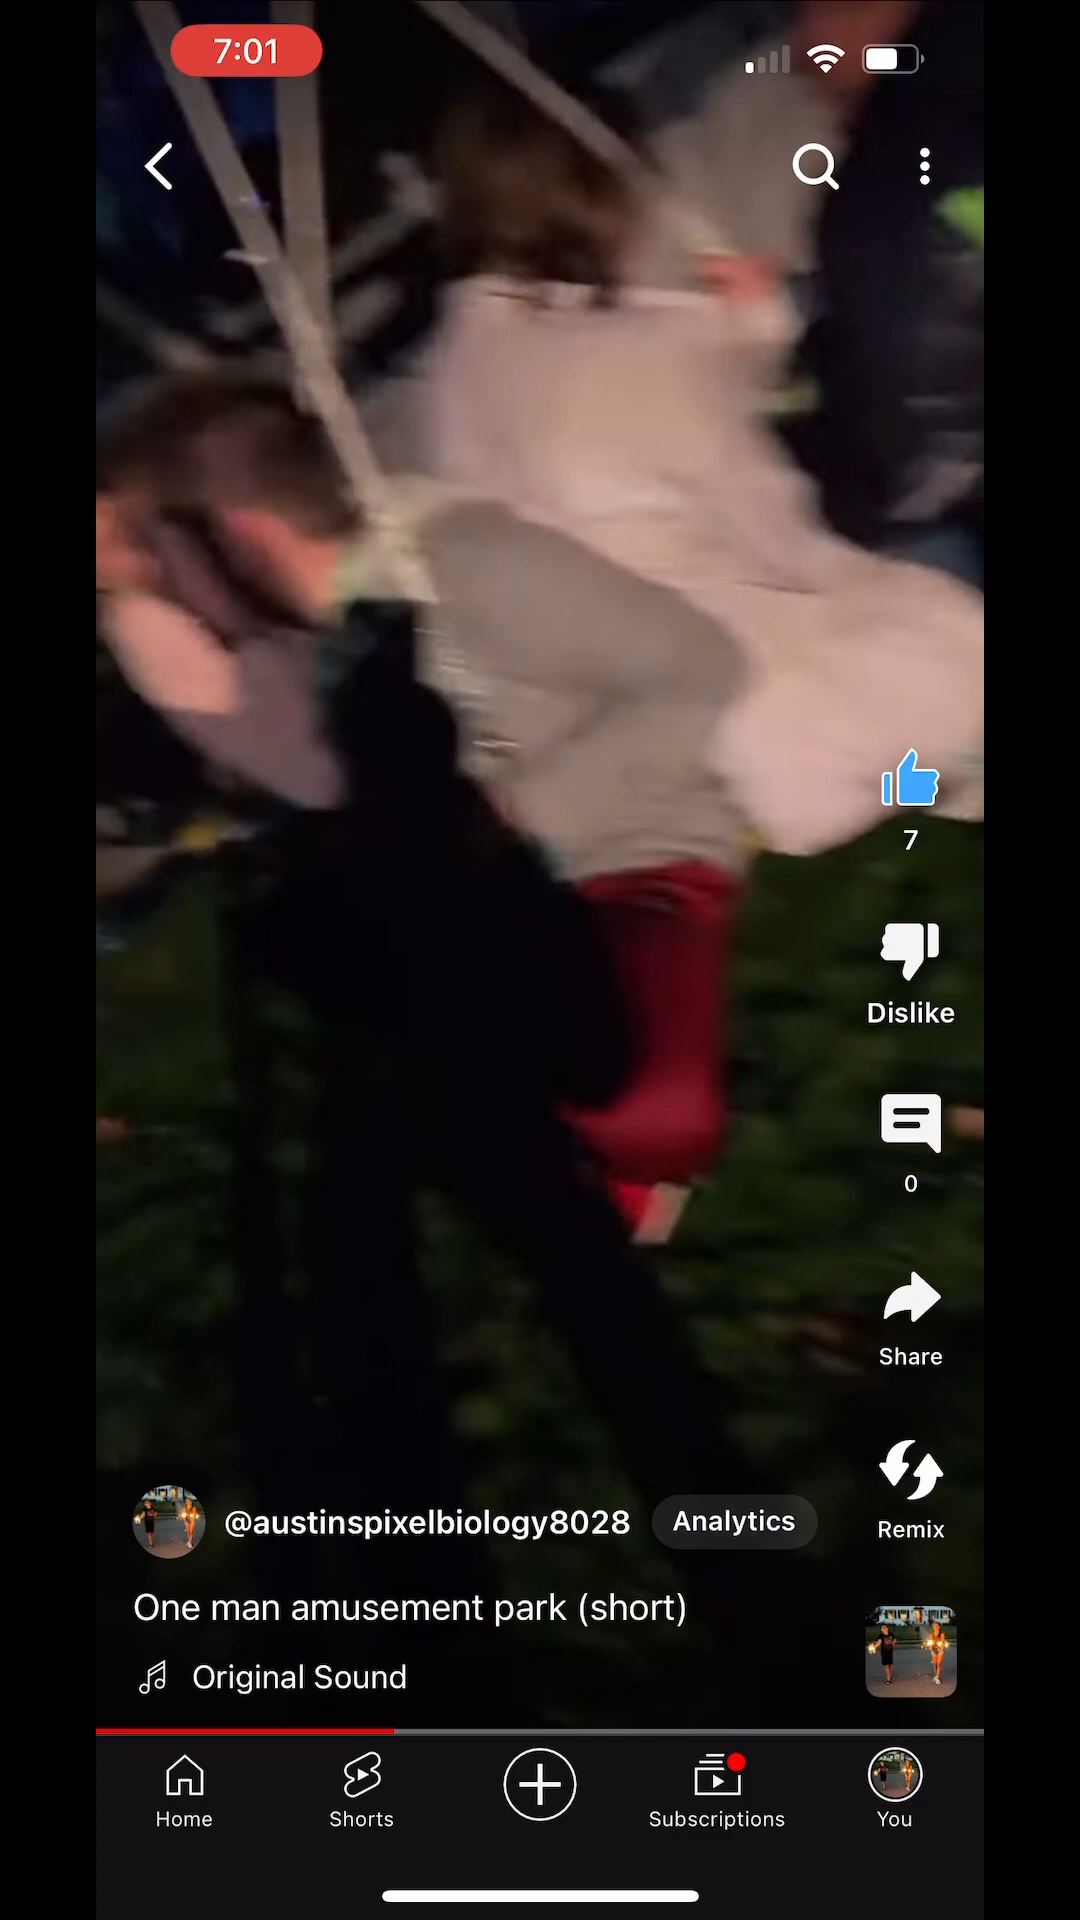 7:01
7
Dislike
0
Share
Remix
@austinspixelbiology8028 Analytics
One man amusement park (short)
Original Sound
Home
Shorts
Subscriptions
You